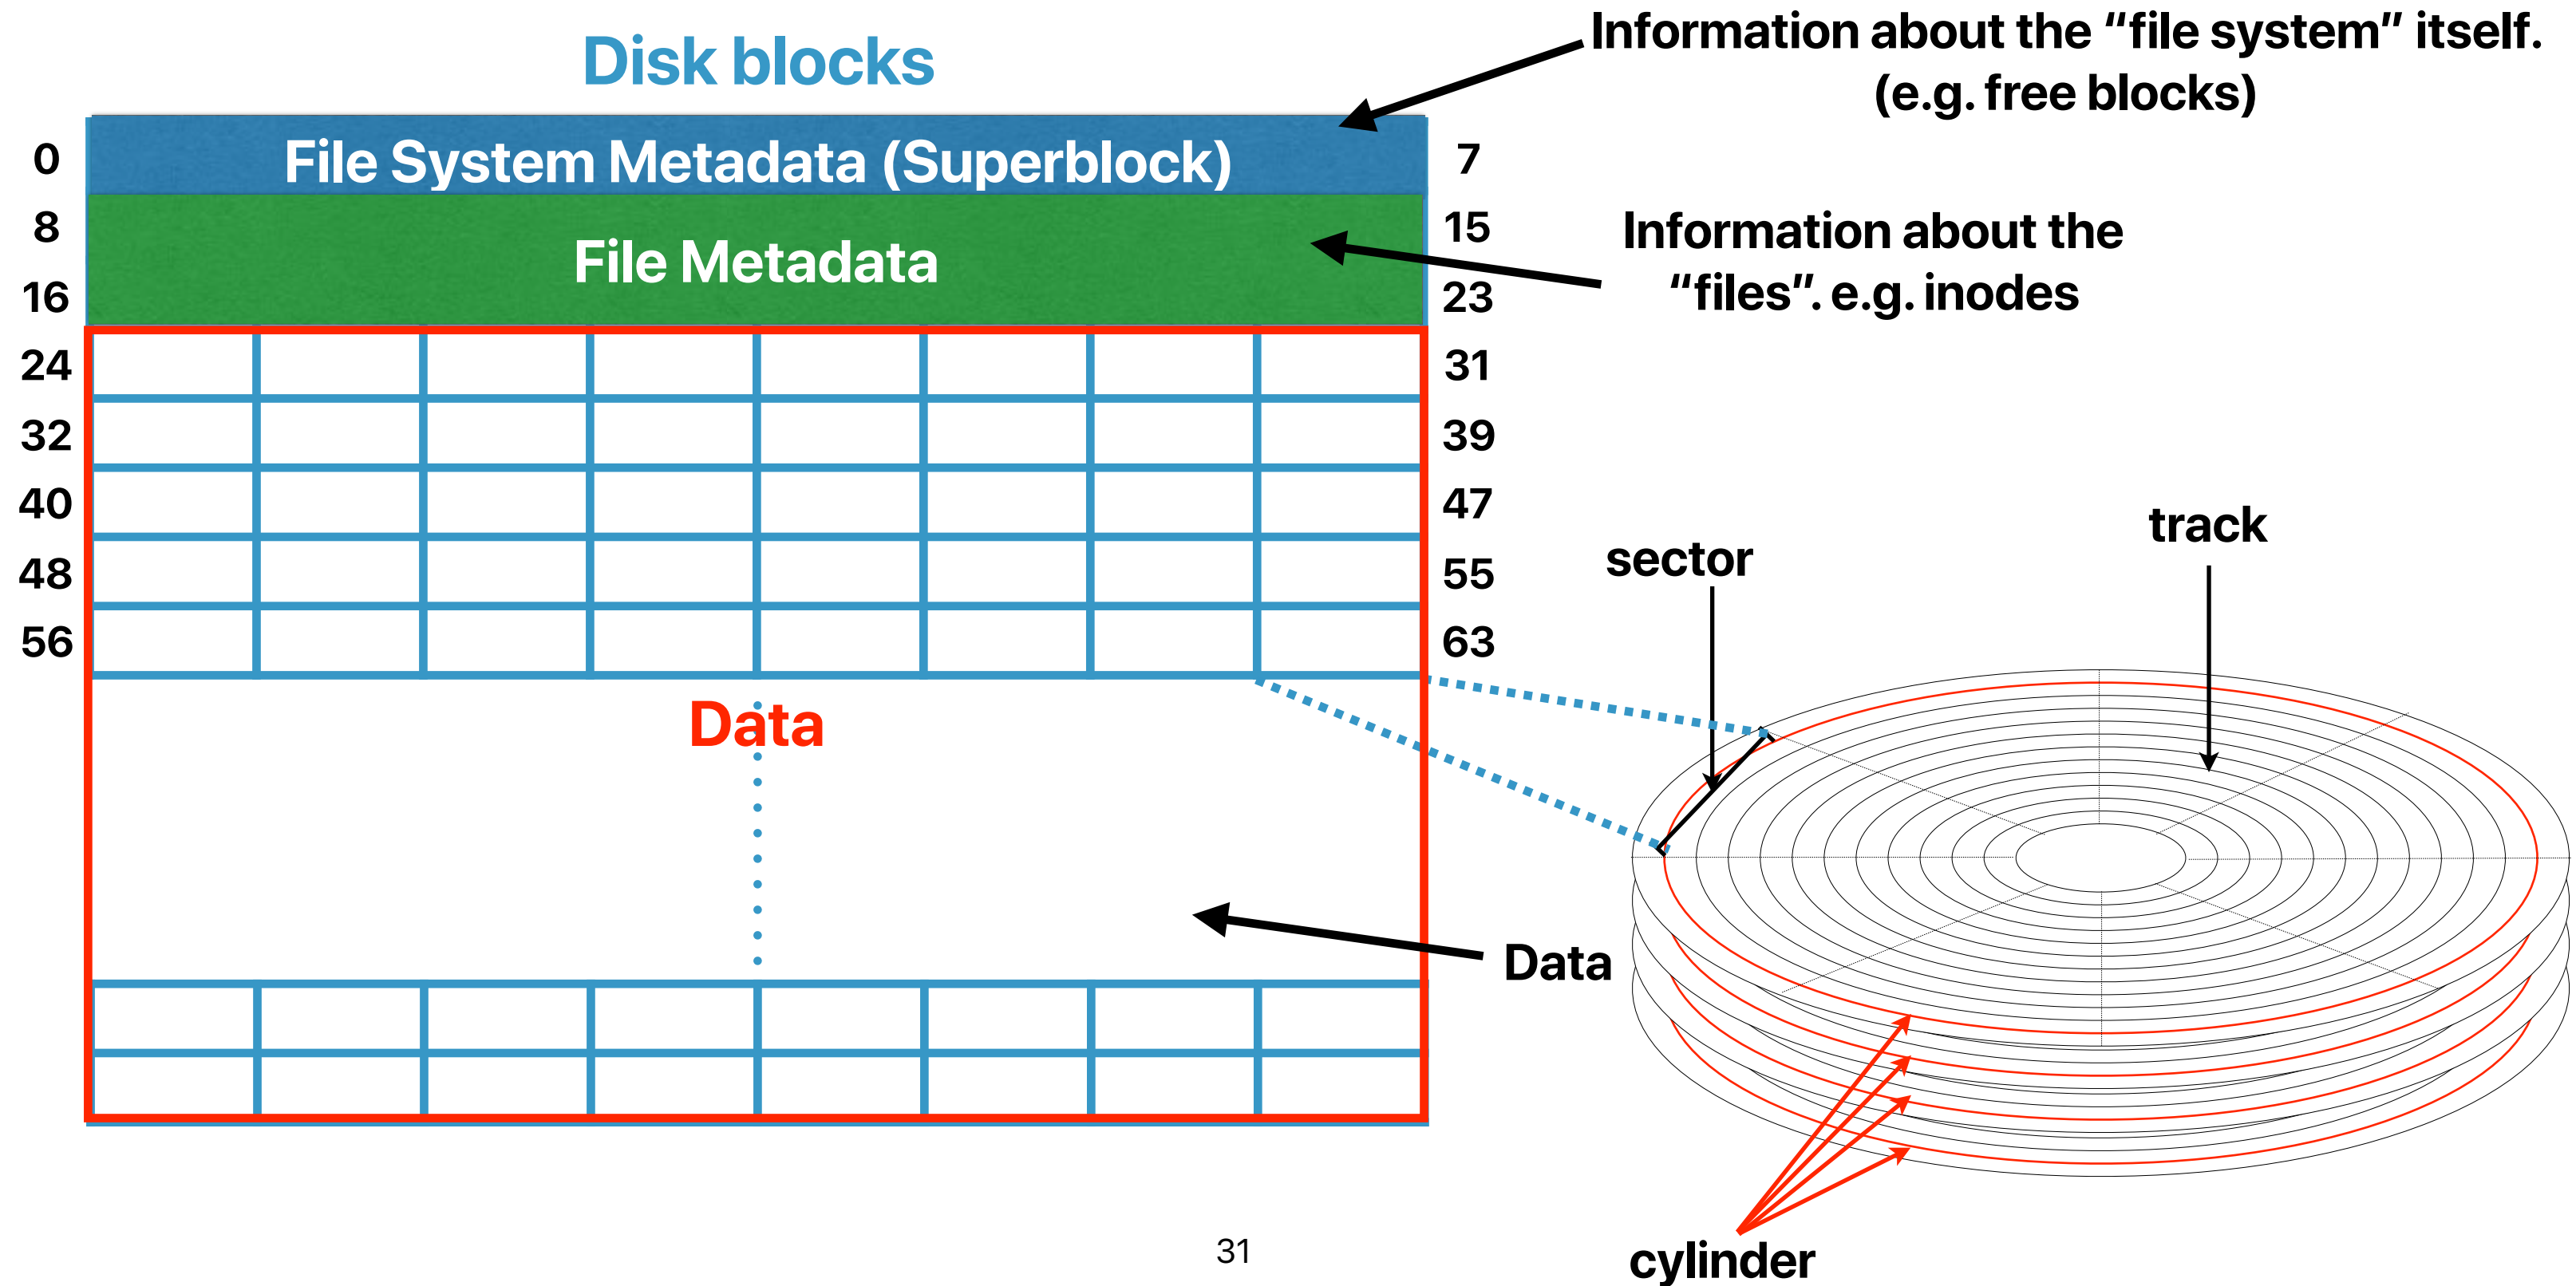 Disk blocks
Information about the “file system” itself.
(e.g. free blocks)
0
File System Metadata (Superblock)
7
8
15
File Metadata
16
23
Information about the
“files”. e.g. inodes
24
31
32
39
40
47
48
55
56
63
sector
track
Data
Data
cylinder
31